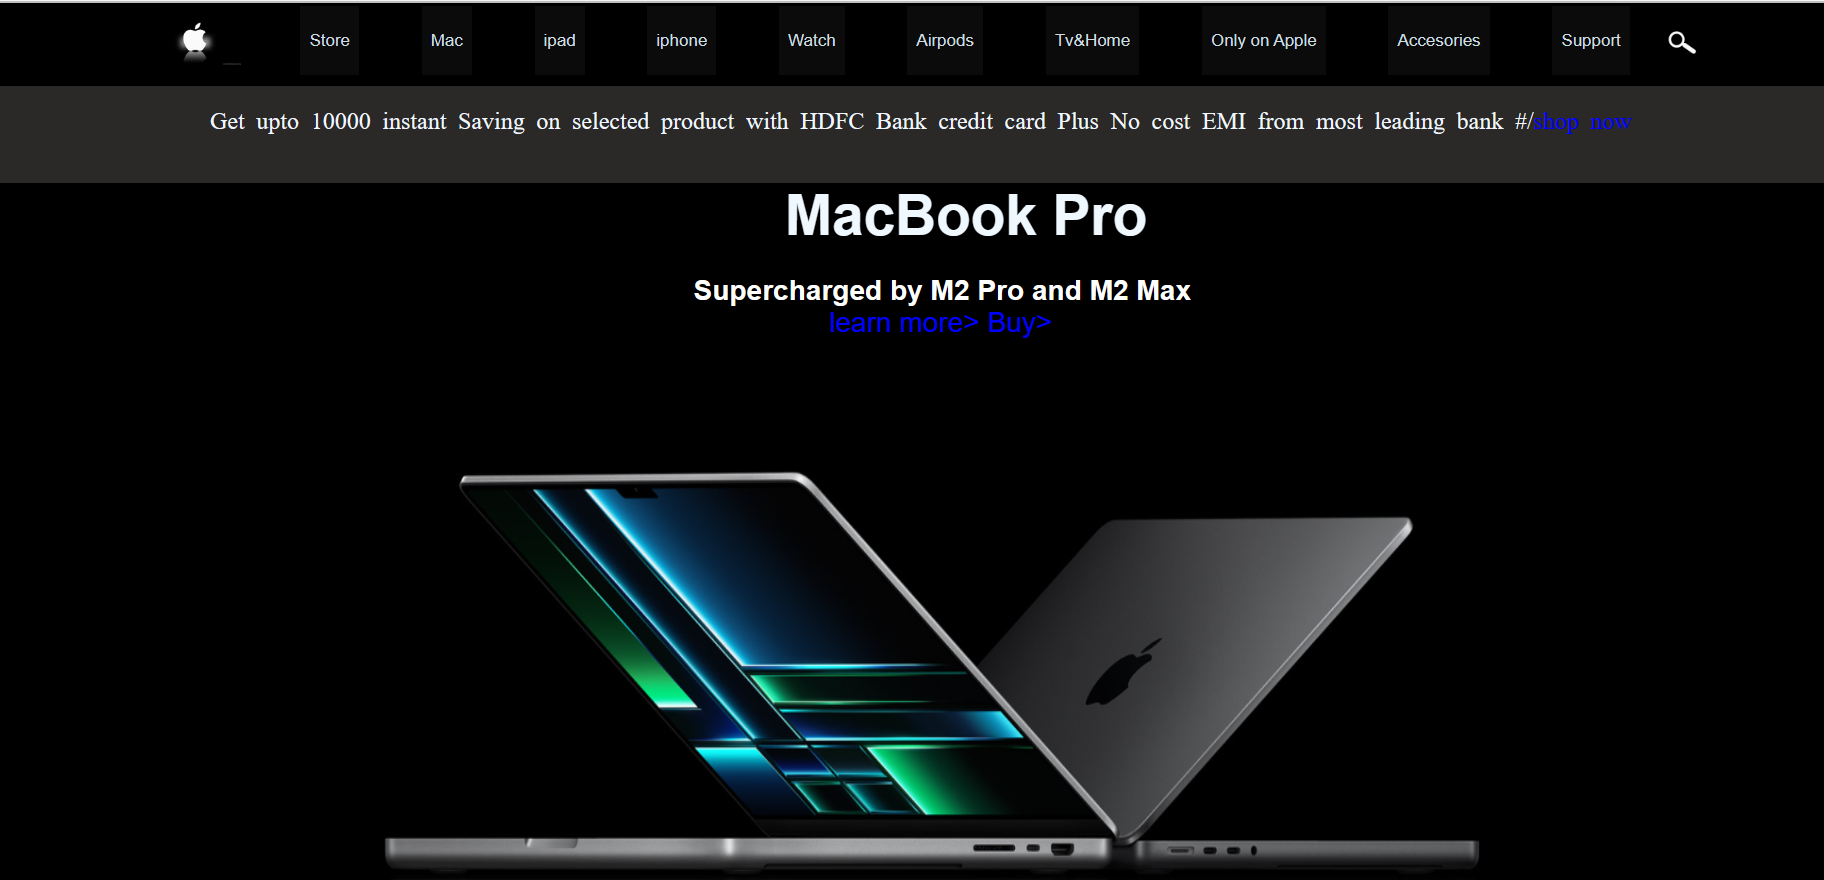 Store Mac ipad iphone Watch Airpods Tv&Home Only on Apple Accesories Support
Get upto 10000 instant Saving on selected product with HDFC Bank credit card Plus No cost EMI from most leading bank #/shop now
MacBook Pro
Supercharged by M2 Pro and M2 Max
learn more> Buy>